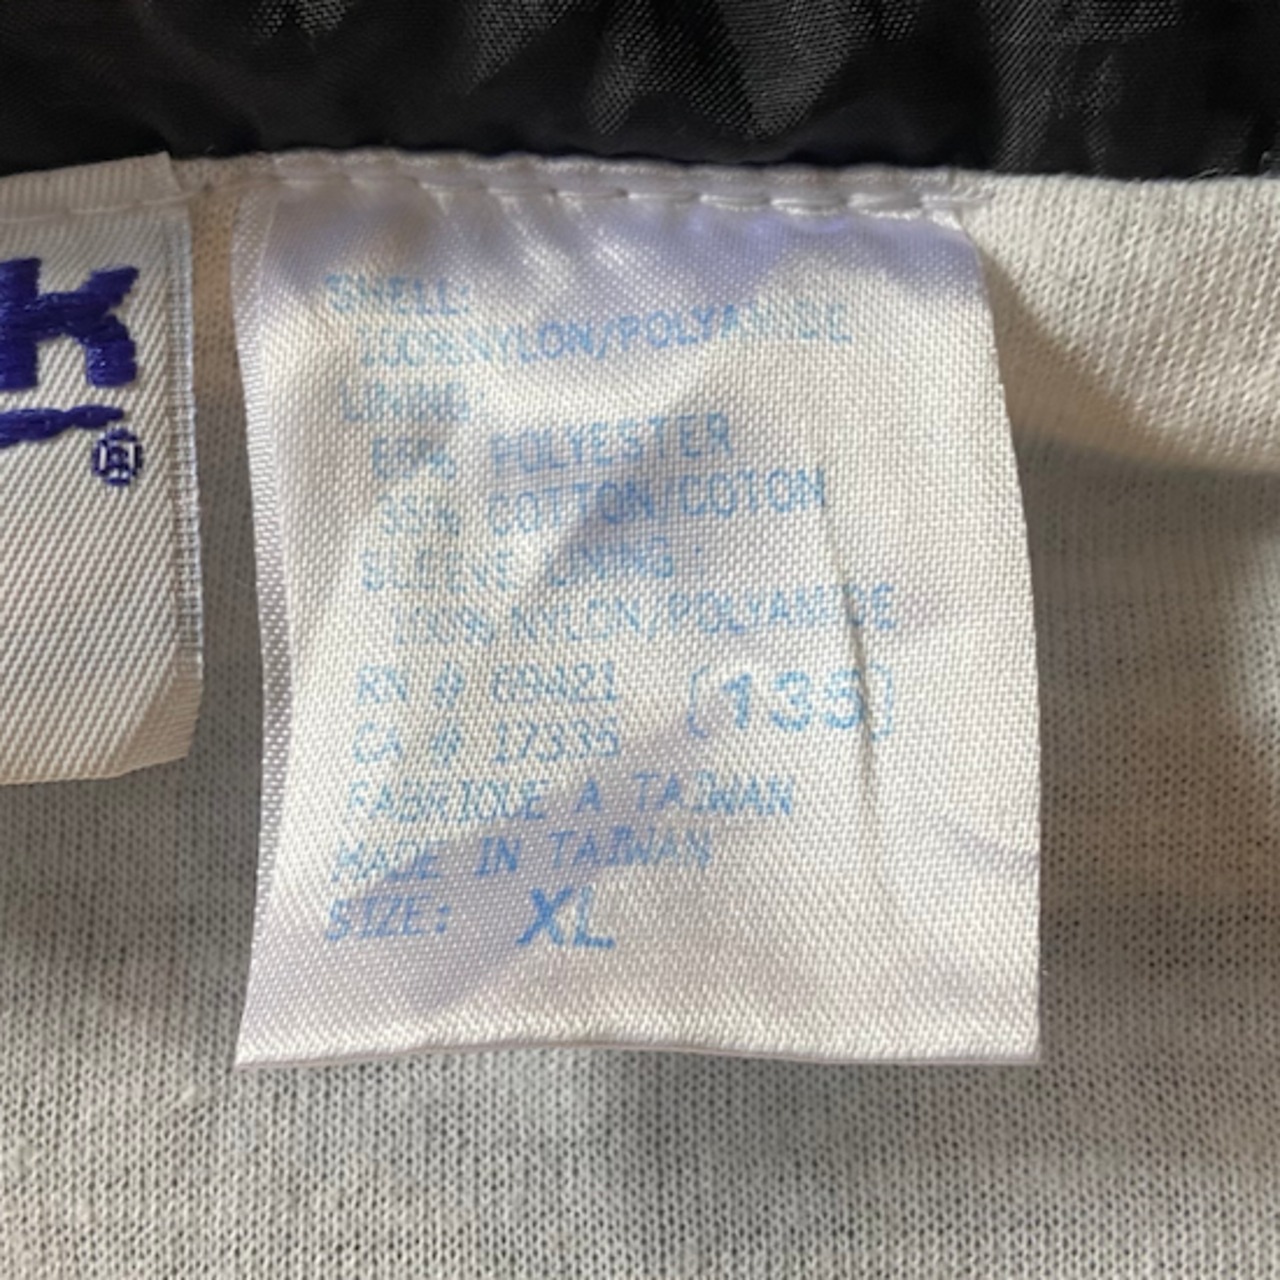 k
®
SHELL:
100% NYLON/POLYAMIDE
LINING:
65% POLYESTER
35% COTTON/COTON
SLEEVE LINING:
100% NYLON/POLYAMIDE
RN # 69421 [135]
CA # 17335
FABRIQUE A TAIWAN
MADE IN TAIWAN
SIZE: XL